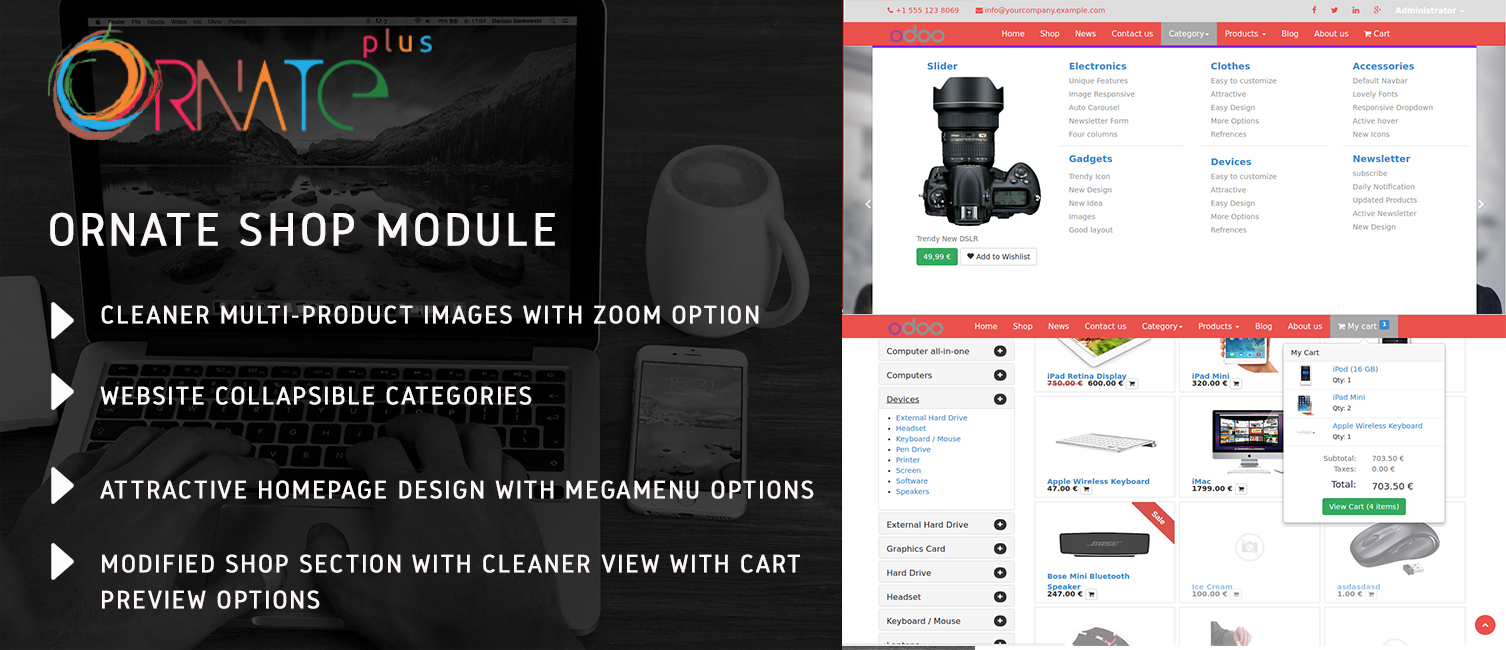 ORNATE plus
ORNATE SHOP MODULE
CLEANER MULTI-PRODUCT IMAGES WITH ZOOM OPTION
WEBSITE COLLAPSIBLE CATEGORIES
ATTRACTIVE HOMEPAGE DESIGN WITH MEGAMENU OPTIONS
MODIFIED SHOP SECTION WITH CLEANER VIEW WITH CART
PREVIEW OPTIONS
+1 555 123 8069 info@yourcompany.example.com Administrator
odoo Home Shop News Contact us Category Products Blog About us Cart
Slider
Trendy New DSLR
49,99 € Add to Wishlist
Electronics
Unique Features
Image Responsive
Auto Carousel
Newsletter Form
Four columns
Clothes
Easy to customize
Attractive
Easy Design
More Options
Refrences
Accessories
Default Navbar
Lovely Fonts
Responsive Dropdown
Active hover
New Icons
Gadgets
Trendy Icon
New Design
New Idea
Images
Good layout
Devices
Easy to customize
Attractive
Easy Design
More Options
Refrences
Newsletter
subscribe
Daily Notification
Updated Products
Active Newsletter
New Design
odoo Home Shop News Contact us Category Products Blog About us My cart 1
Computer all-in-one
Computers
Devices
External Hard Drive
Headset
Keyboard / Mouse
Pen Drive
Printer
Screen
Software
Speakers
External Hard Drive
Graphics Card
Hard Drive
Headset
Keyboard / Mouse
iPad Retina Display
750.00 € 600.00 €
iPad Mini
320.00 €
Apple Wireless Keyboard
47.00 €
iMac
1799.00 €
Sale
BOSE
Bose Mini Bluetooth
Speaker
247.00 €
Ice Cream
100.00 €
asdasdasd
1.00 €
My Cart
iPod (16 GB)
Qty: 1
iPad Mini
Qty: 2
Apple Wireless Keyboard
Qty: 1
Subtotal: 703.50 €
Taxes: 0.00 €
Total: 703.50 €
View Cart (4 items)